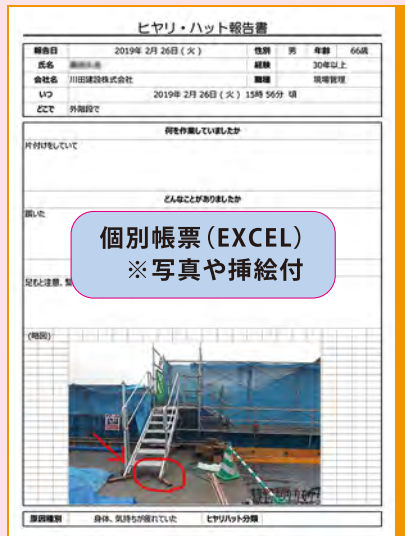 ヒヤリ・ハット報告書
報告日 2019年 2月 26日 ( 火 ) 性別 男 年齢 66歳
氏名 経験 30年以上
会社名 川田建設株式会社 職種 現場管理
いつ 2019年 2月 26日 ( 火 ) 15時 56分 頃
どこで 外階段で
何を作業していましたか
片付けをしていて
どんなことがありましたか
躓いた
個別帳票(EXCEL)
※写真や挿絵付
足もと注意、
(略図)
原因種別 身体、気持ちが疲れていた ヒヤリハット分類